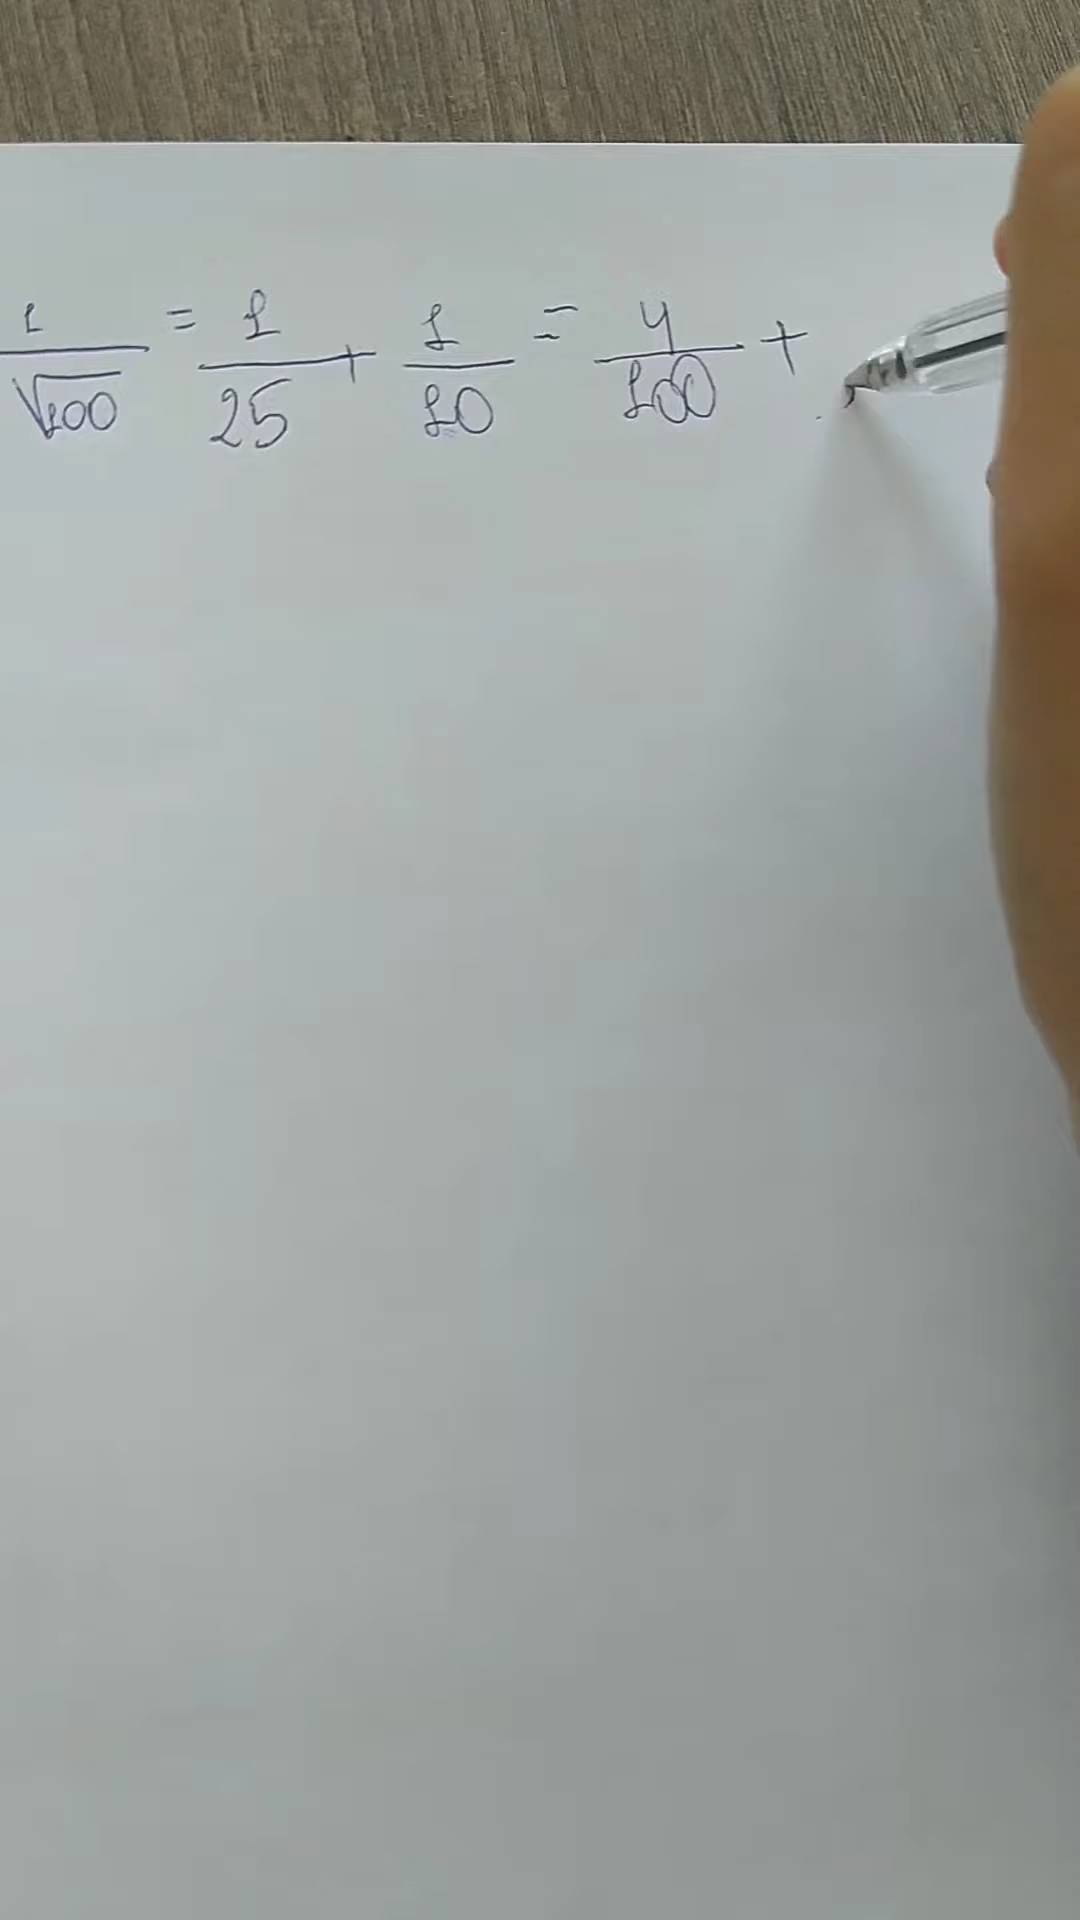 1/√100 = 1/25 + 1/10 = 4/100 +